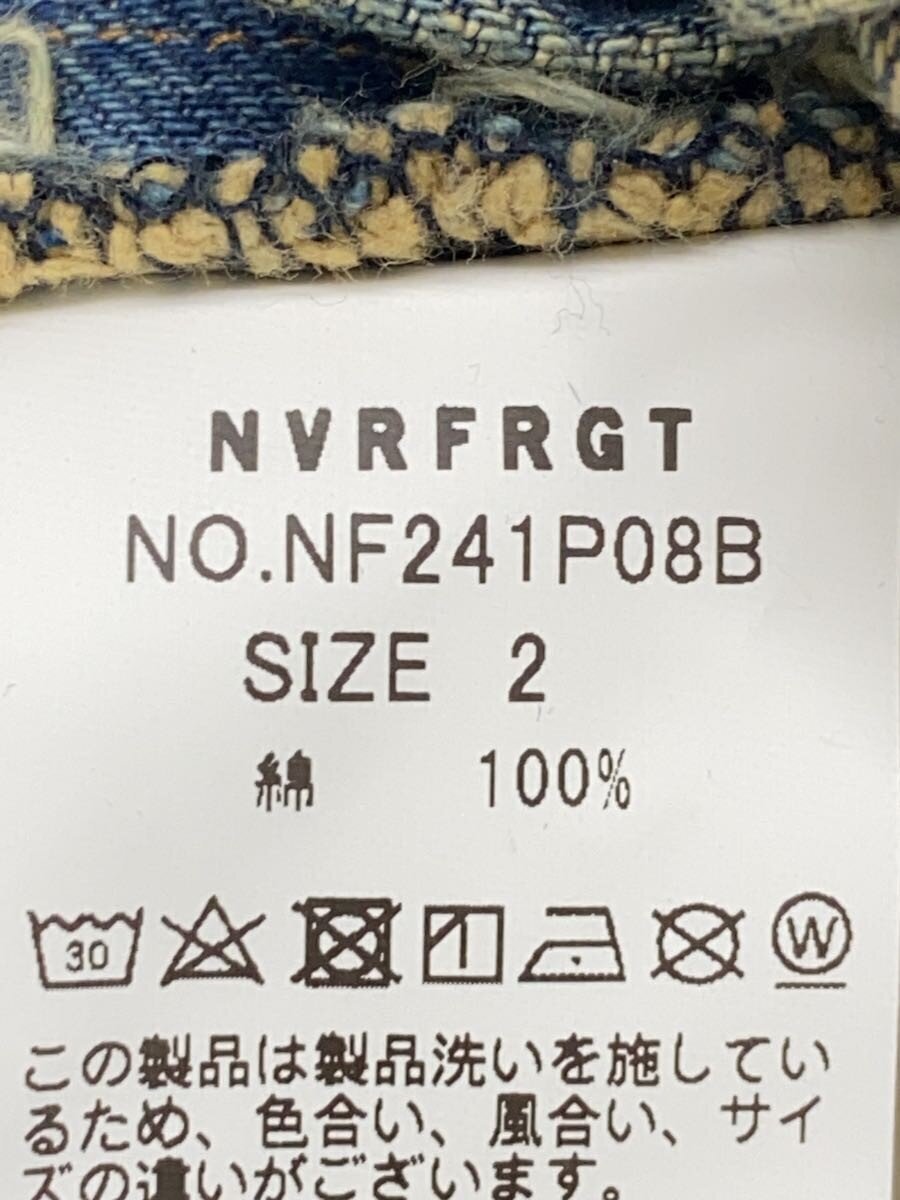 NVRFRGT
NO.NF241P08B
SIZE 2
綿 100%
30 W
この製品は製品洗いを施してい
るため、色合い、風合い、サイ
ズの違いがございます。